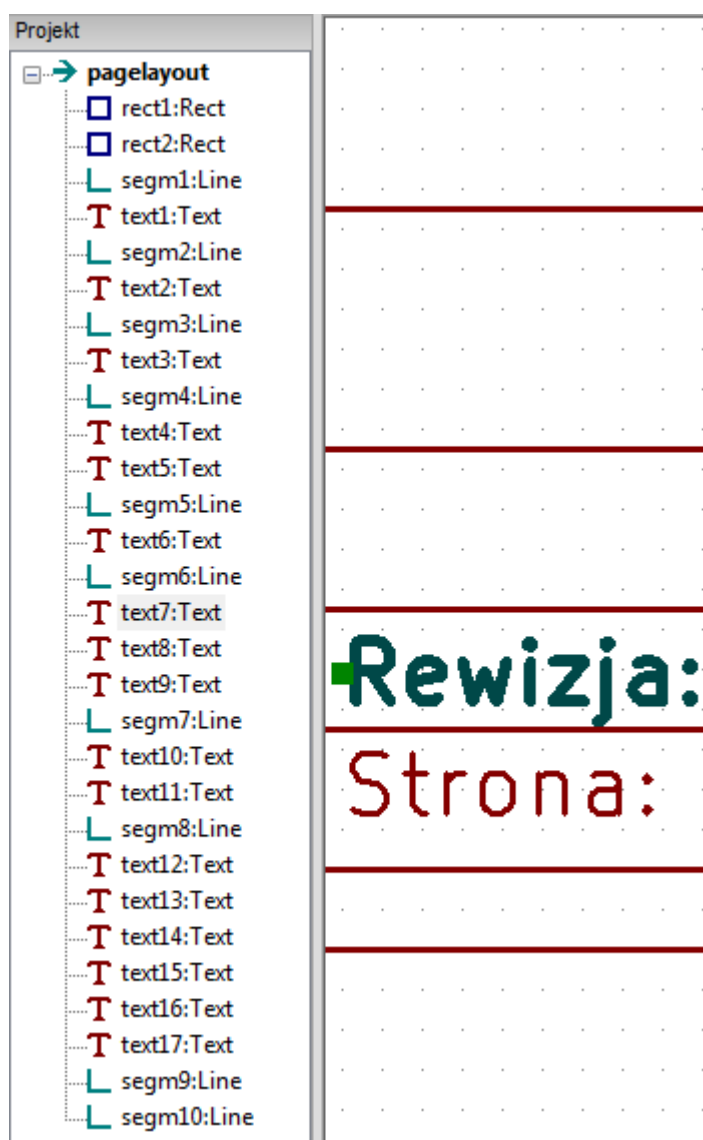 Projekt
pagelayout
rect1:Rect
rect2:Rect
segm1:Line
text1:Text
segm2:Line
text2:Text
segm3:Line
text3:Text
segm4:Line
text4:Text
text5:Text
segm5:Line
text6:Text
segm6:Line
text7:Text
text8:Text
text9:Text
segm7:Line
text10:Text
text11:Text
segm8:Line
text12:Text
text13:Text
text14:Text
text15:Text
text16:Text
text17:Text
segm9:Line
segm10:Line
Rewizja:
Strona: